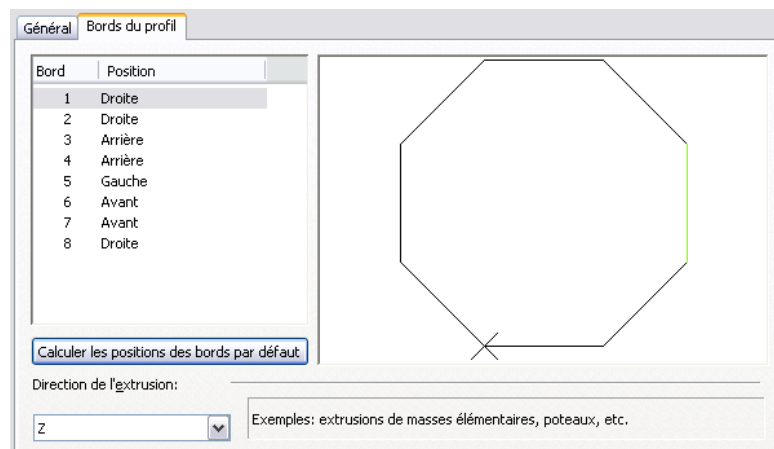 Général Bords du profil
Bord Position
1 Droite
2 Droite
3 Arrière
4 Arrière
5 Gauche
6 Avant
7 Avant
8 Droite
Calculer les positions des bords par défaut
Direction de l'extrusion:
Z
Exemples: extrusions de masses élémentaires, poteaux, etc.